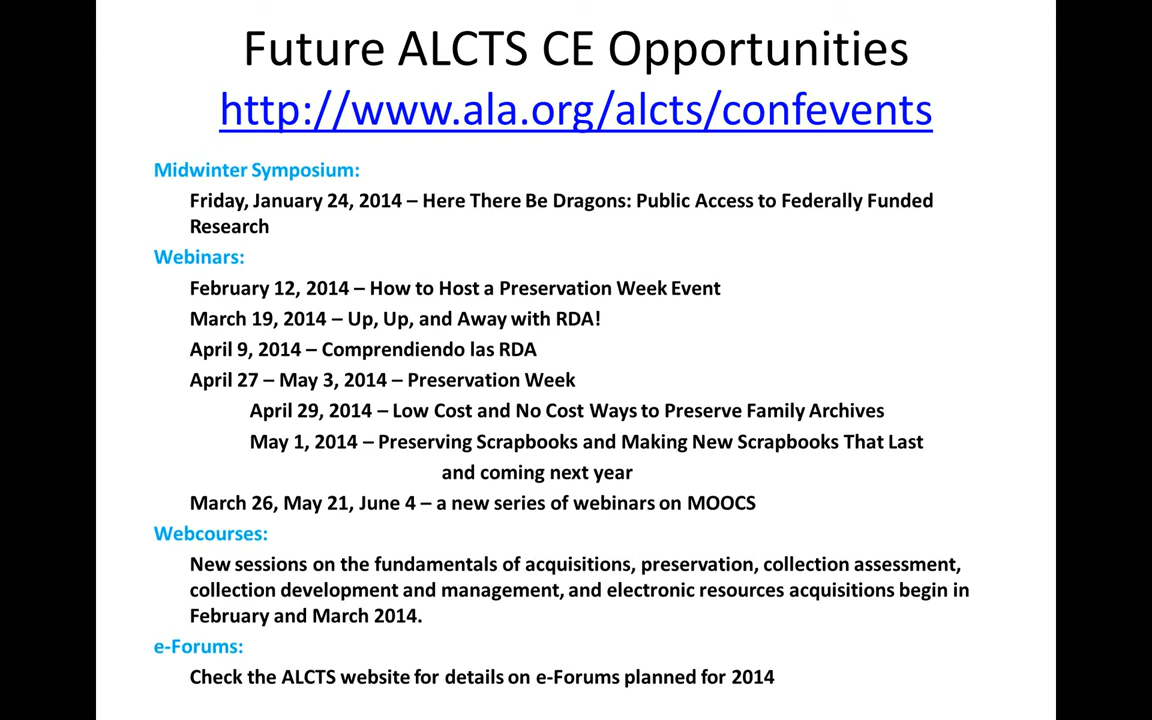 Future ALCTS CE Opportunities
http://www.ala.org/alcts/confevents
Midwinter Symposium:
Friday, January 24, 2014 – Here There Be Dragons: Public Access to Federally Funded
Research
Webinars:
February 12, 2014 – How to Host a Preservation Week Event
March 19, 2014 – Up, Up, and Away with RDA!
April 9, 2014 – Comprendiendo las RDA
April 27 – May 3, 2014 – Preservation Week
April 29, 2014 – Low Cost and No Cost Ways to Preserve Family Archives
May 1, 2014 – Preserving Scrapbooks and Making New Scrapbooks That Last
and coming next year
March 26, May 21, June 4 – a new series of webinars on MOOCS
Webcourses:
New sessions on the fundamentals of acquisitions, preservation, collection assessment,
collection development and management, and electronic resources acquisitions begin in
February and March 2014.
e-Forums:
Check the ALCTS website for details on e-Forums planned for 2014